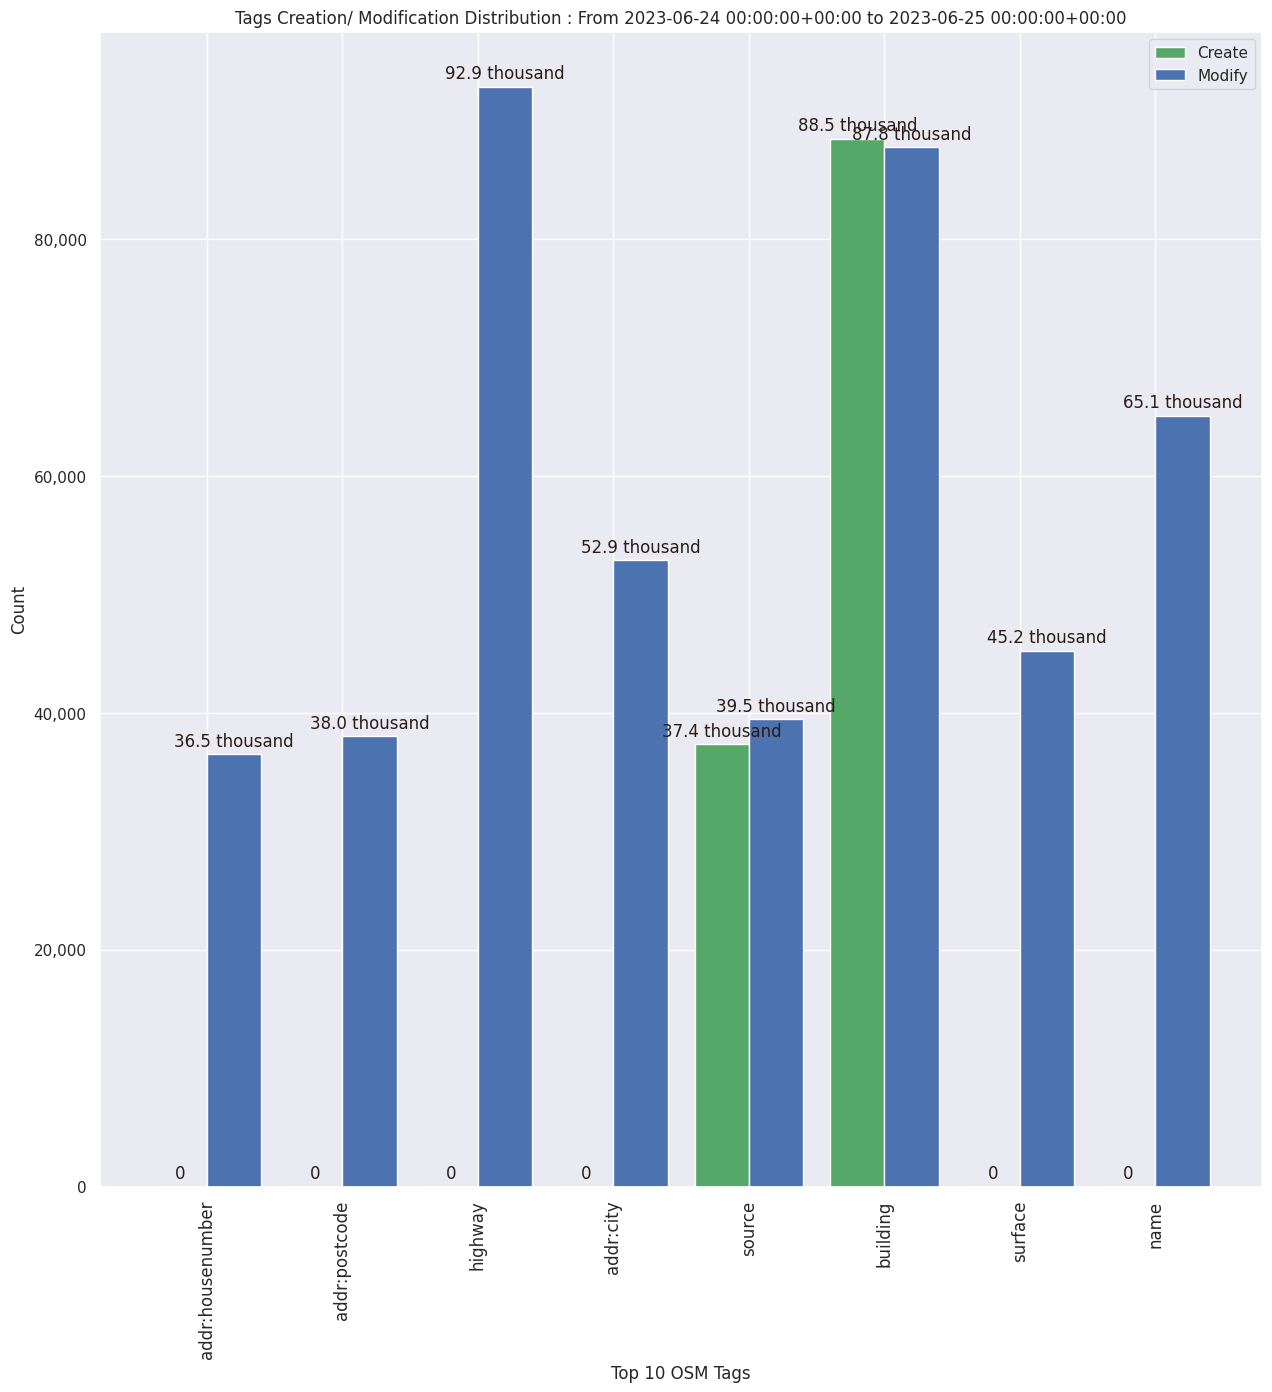 Tags Creation/ Modification Distribution : From 2023-06-24 00:00:00+00:00 to 2023-06-25 00:00:00+00:00
Create
Modify
92.9 thousand
88.5 thousand
87.8 thousand
80,000
65.1 thousand
60,000
52.9 thousand
45.2 thousand
40,000
39.5 thousand
37.4 thousand
38.0 thousand
36.5 thousand
20,000
0
0
0
0
0
0
0
Count
addr:housenumber
addr:postcode
highway
addr:city
source
building
surface
name
Top 10 OSM Tags